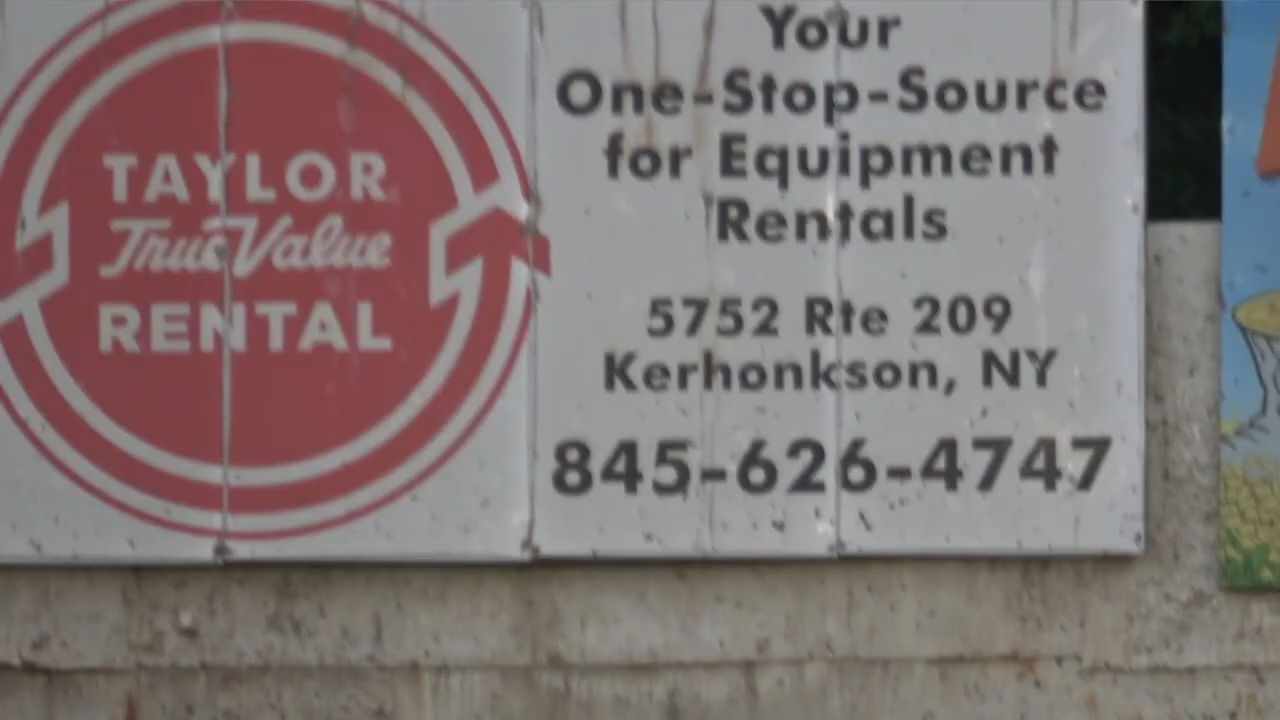 TAYLOR
True Value
RENTAL
Your
One-Stop-Source
for Equipment
Rentals
5752 Rte 209
Kerhonkson, NY
845-626-4747